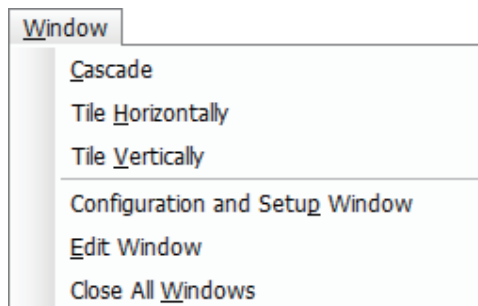 Window
Cascade
Tile Horizontally
Tile Vertically
Configuration and Setup Window
Edit Window
Close All Windows